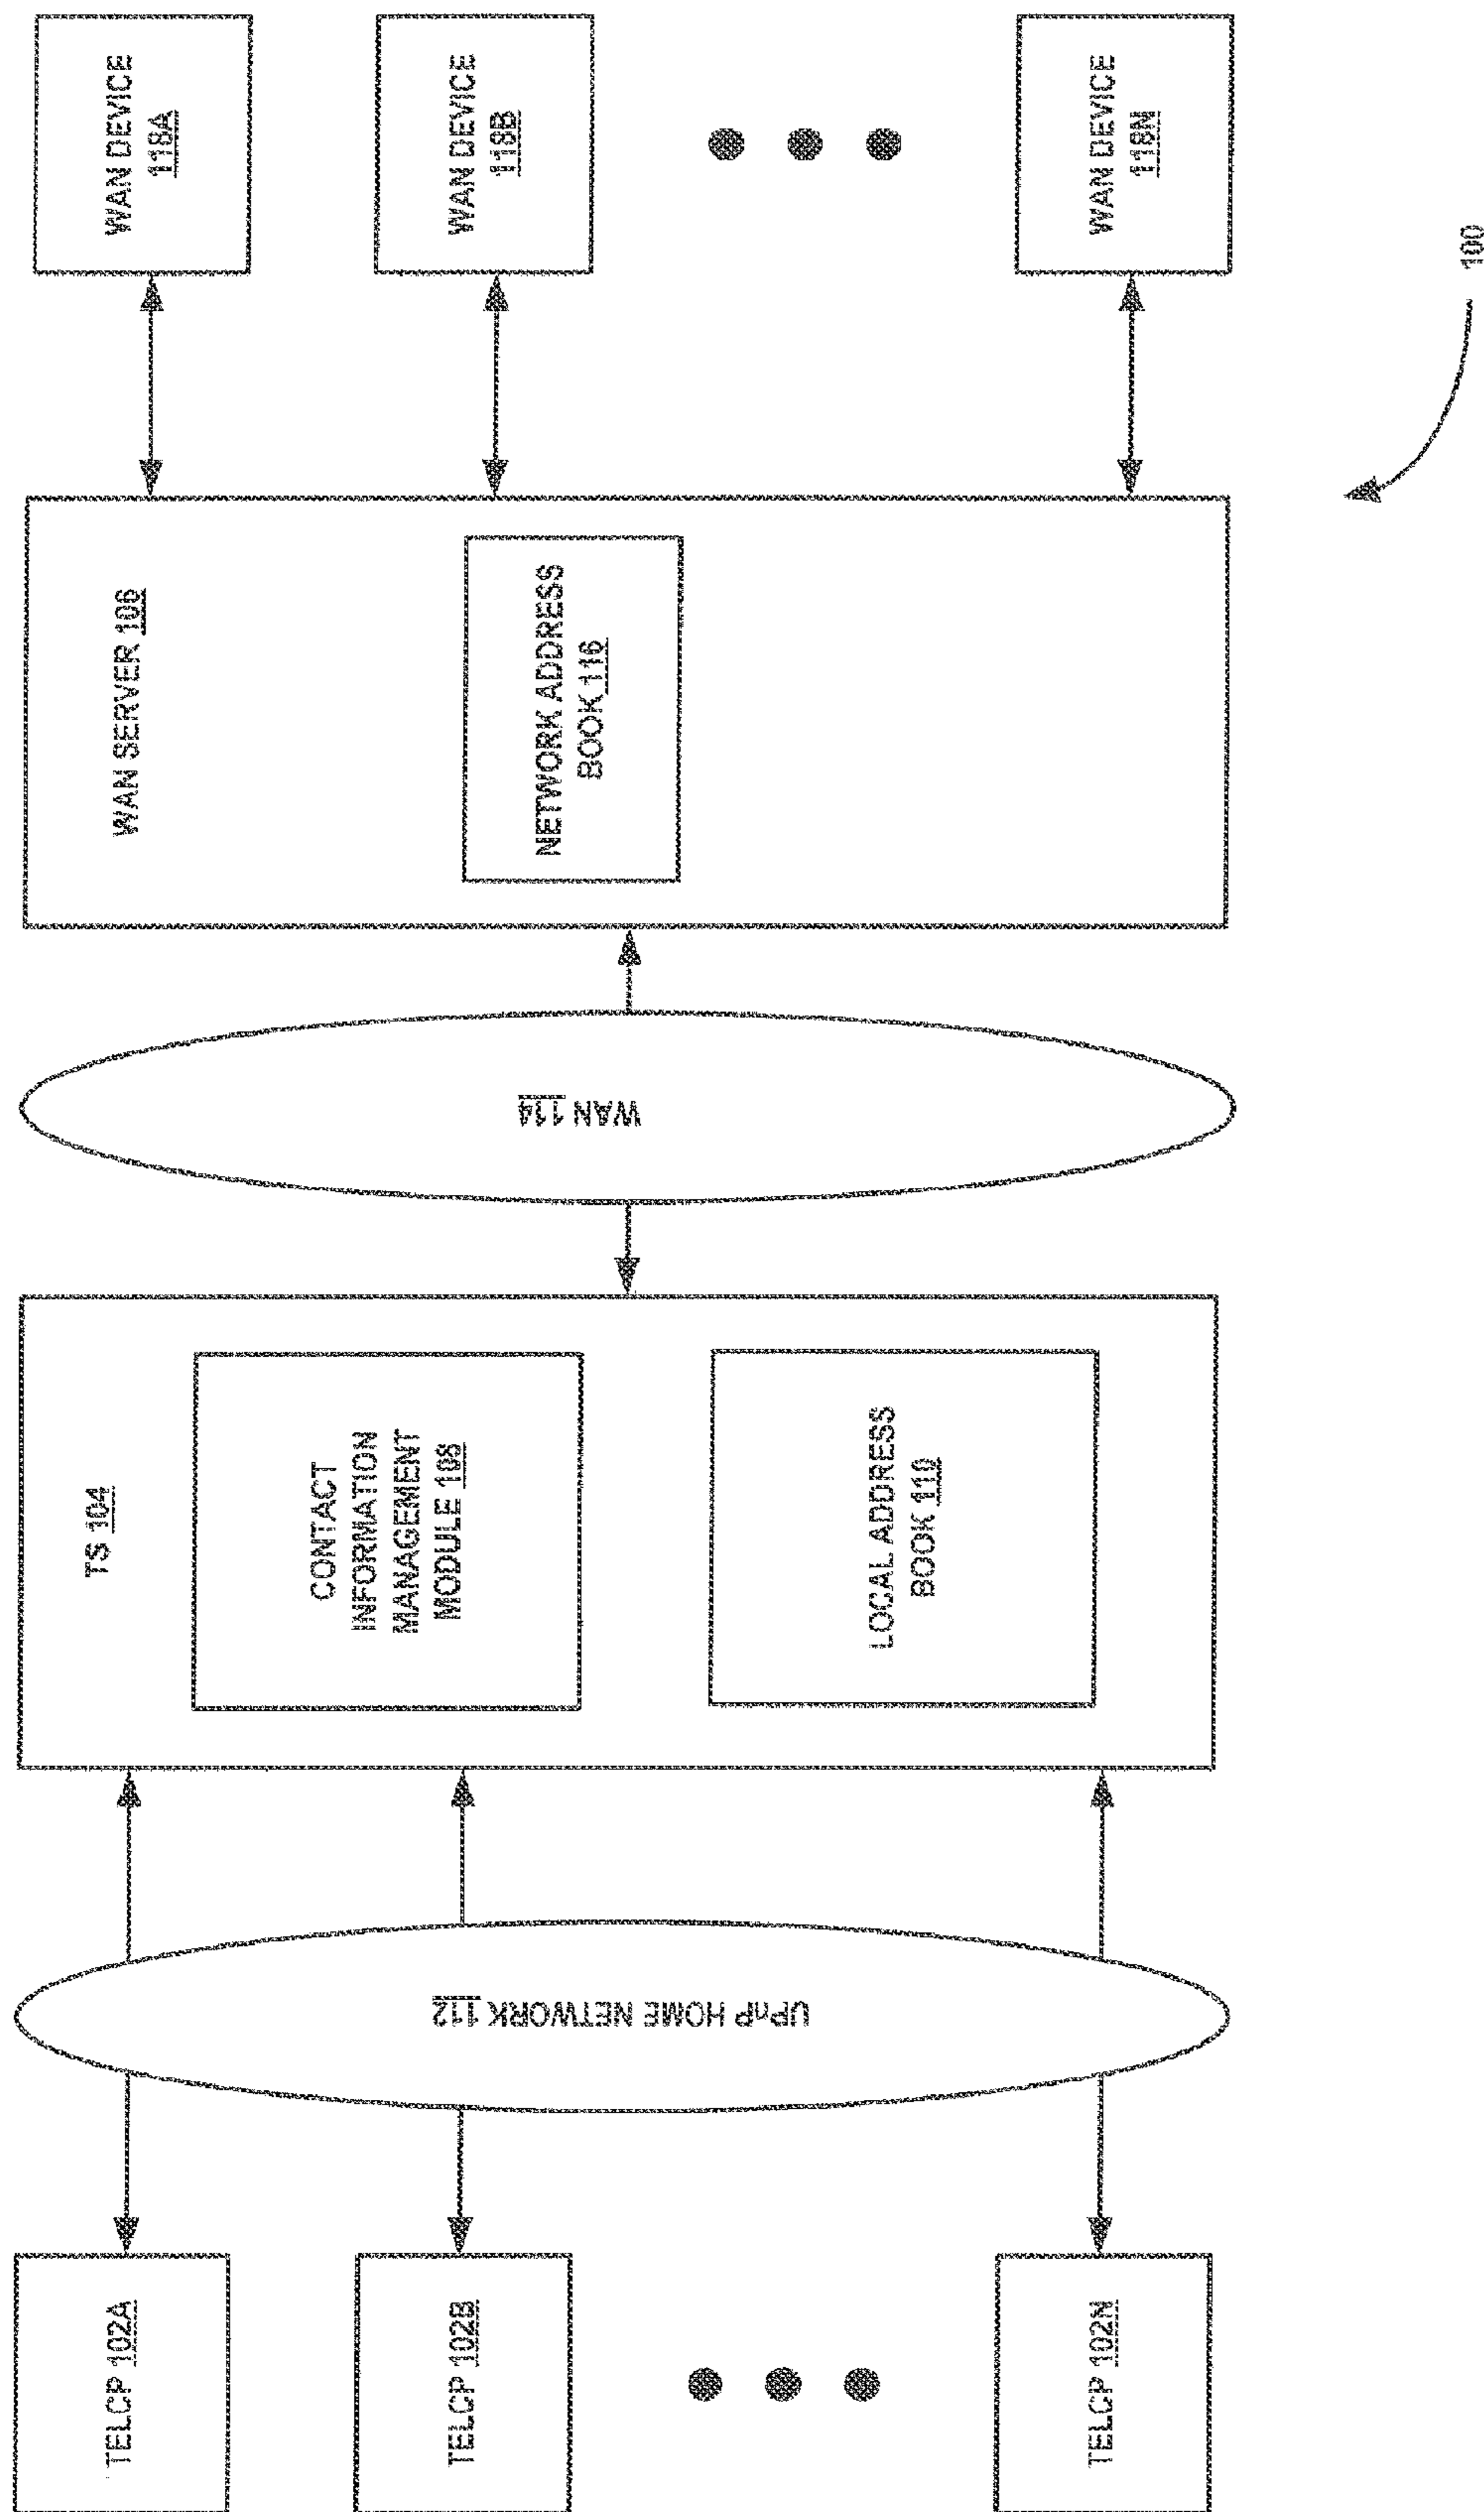 TELCP 102A
TELCP 102B
TELCP 102N
UPnP HOME NETWORK 112
TS 104
CONTACT
INFORMATION
MANAGEMENT
MODULE 108
LOCAL ADDRESS
BOOK 110
WAN 114
WAN SERVER 106
NETWORK ADDRESS
BOOK 116
WAN DEVICE
118A
WAN DEVICE
118B
WAN DEVICE
118N
100